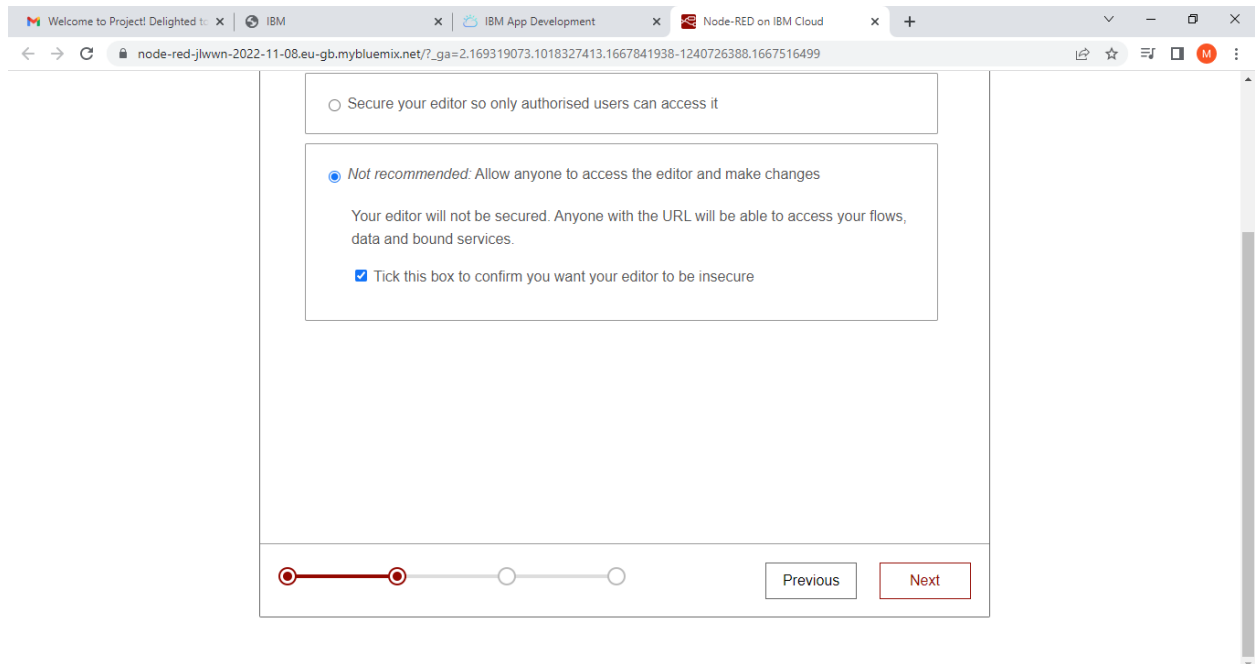 Welcome to Project! Delighted to
IBM
IBM App Development
Node-RED on IBM Cloud
node-red-jlwwn-2022-11-08.eu-gb.mybluemix.net/?_ga=2.169319073.1018327413.1667841938-1240726388.1667516499
M
Secure your editor so only authorised users can access it
Not recommended: Allow anyone to access the editor and make changes
Your editor will not be secured. Anyone with the URL will be able to access your flows,
data and bound services.
Tick this box to confirm you want your editor to be insecure
Previous
Next